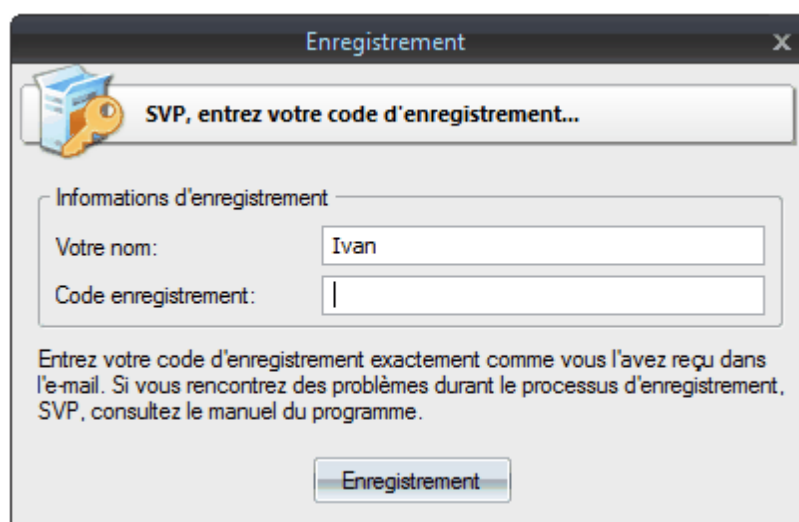 Enregistrement
SVP, entrez votre code d'enregistrement...
Informations d'enregistrement
Votre nom: Ivan
Code enregistrement:
Entrez votre code d'enregistrement exactement comme vous l'avez reçu dans
l'e-mail. Si vous rencontrez des problèmes durant le processus d'enregistrement,
SVP, consultez le manuel du programme.
Enregistrement